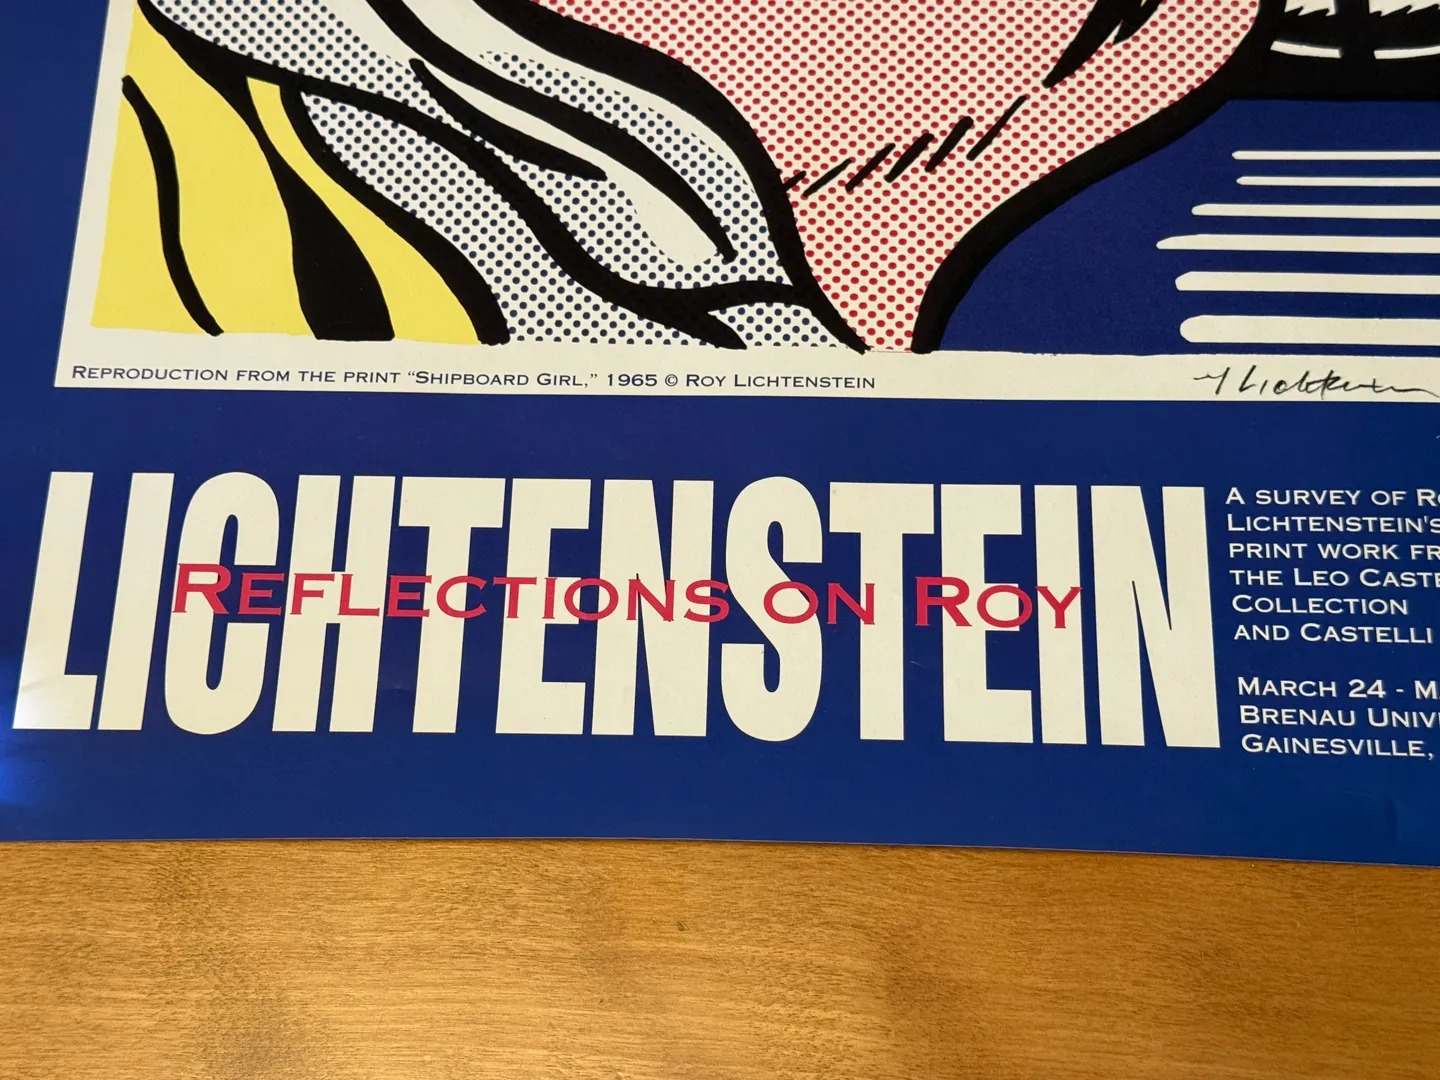 REPRODUCTION FROM THE PRINT “SHIPBOARD GIRL,” 1965 © ROY LICHTENSTEIN
LICHTENSTEIN
REFLECTIONS ON ROY
A SURVEY OF
LICHTENSTEIN'S
PRINT WORK
THE LEO
COLLECTION
AND CASTELLI
MARCH 24 -
BRENAU
GAINESVILLE,